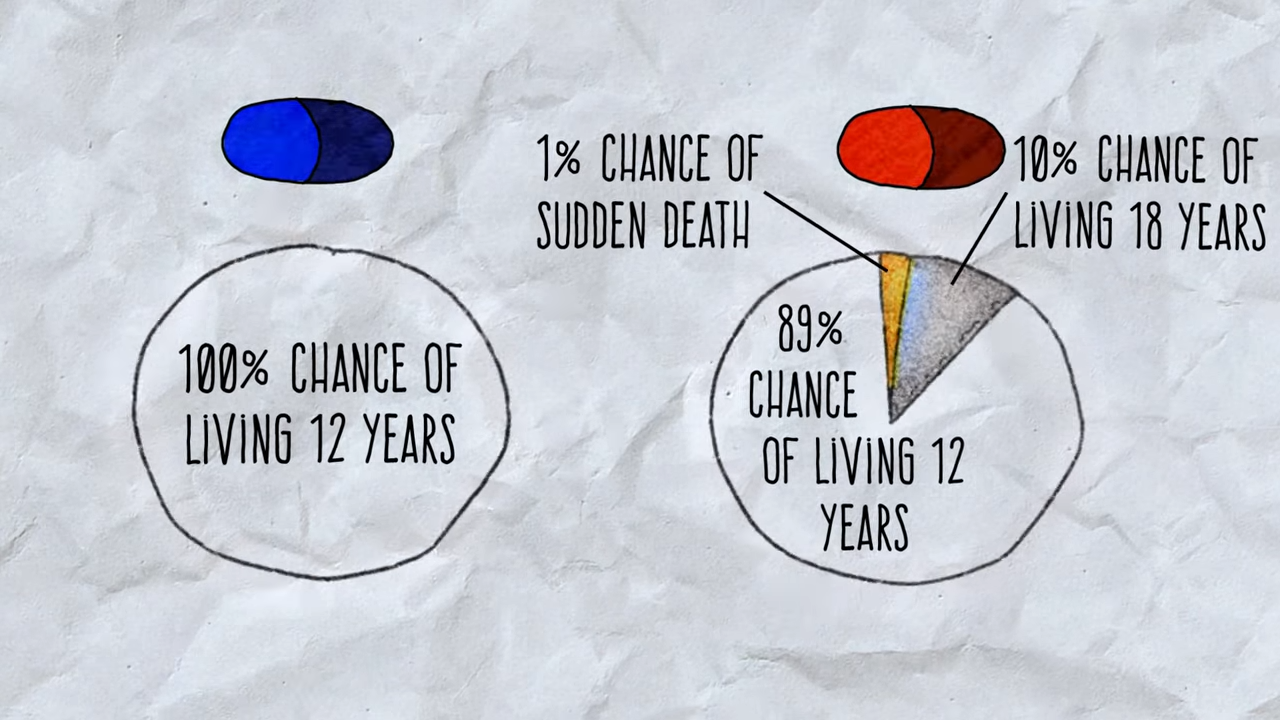 100% CHANCE OF
LiViNG 12 YEARS
1% CHANCE OF
SUDDEN DEATH
10% CHANCE OF
LiViNG 18 YEARS
89%
CHANCE
OF LiViNG 12
YEARS